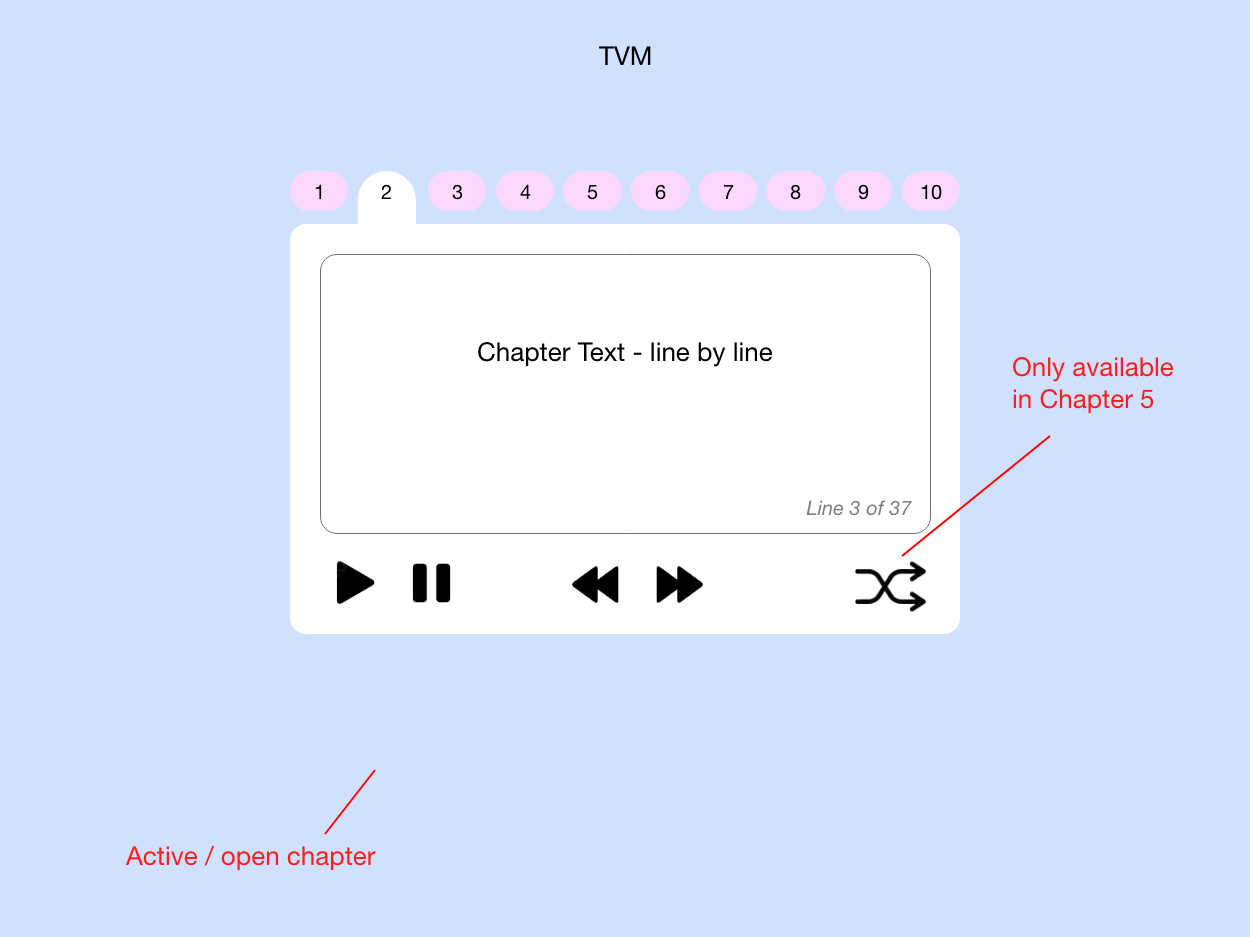 TVM
1 2 3 4 5 6 7 8 9 10
Chapter Text - line by line
Only available
in Chapter 5
Line 3 of 37
Active / open chapter